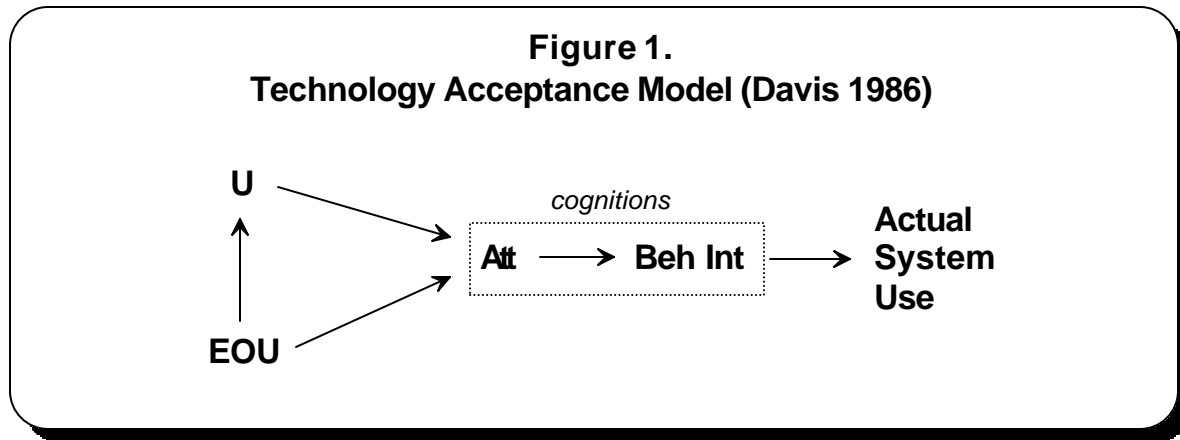 Figure 1.
Technology Acceptance Model (Davis 1986)
U
cognitions
Att
Beh Int
Actual
System
Use
EOU